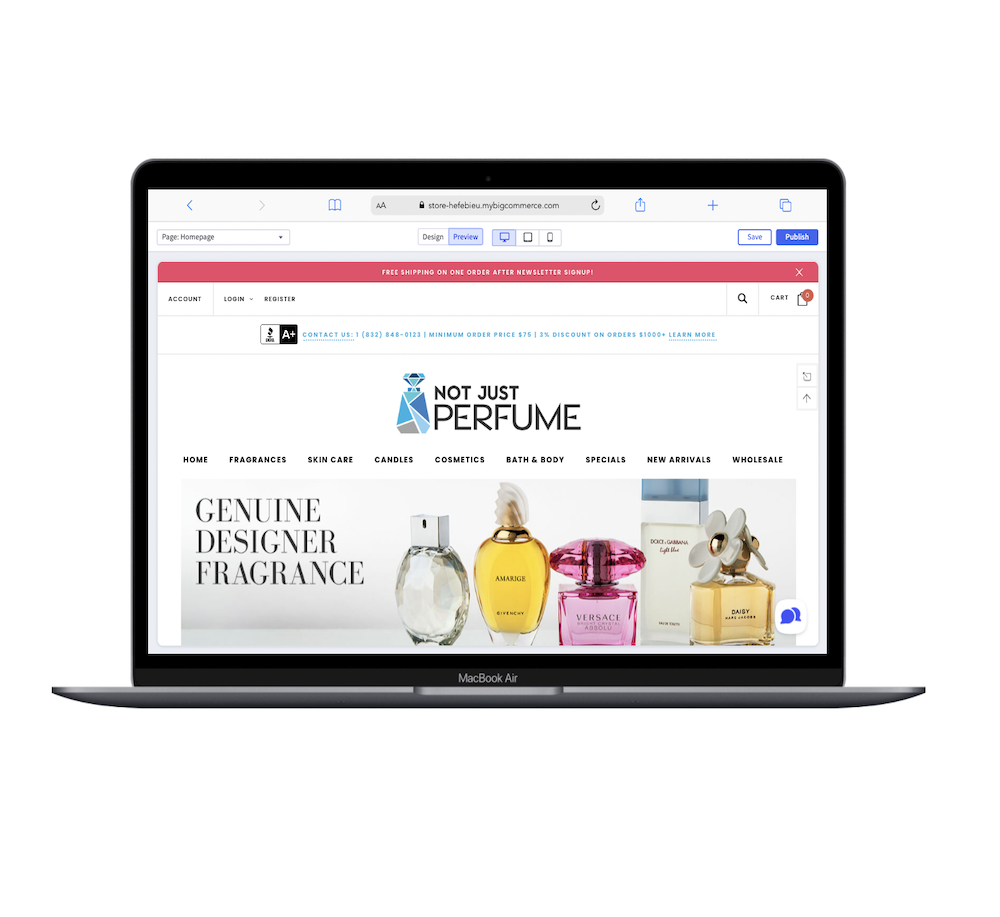 AA store-hefebieu.mybigcommerce.com
Page: Homepage Design Preview Save Publish
FREE SHIPPING ON ONE ORDER AFTER NEWSLETTER SIGNUP!
ACCOUNT LOGIN REGISTER CART 0
A+ CONTACT US: 1 (832) 848-0123 | MINIMUM ORDER PRICE $75 | 3% DISCOUNT ON ORDERS $1000+ LEARN MORE
NOT JUST
PERFUME
HOME FRAGRANCES SKIN CARE CANDLES COSMETICS BATH & BODY SPECIALS NEW ARRIVALS WHOLESALE
GENUINE
DESIGNER
FRAGRANCE
AMARIGE
GIVENCHY
VERSACE
BRIGHT CRYSTAL
ABSOLU
DOLCE & GABBANA
light blue
DAISY
MARC JACOBS
MacBook Air